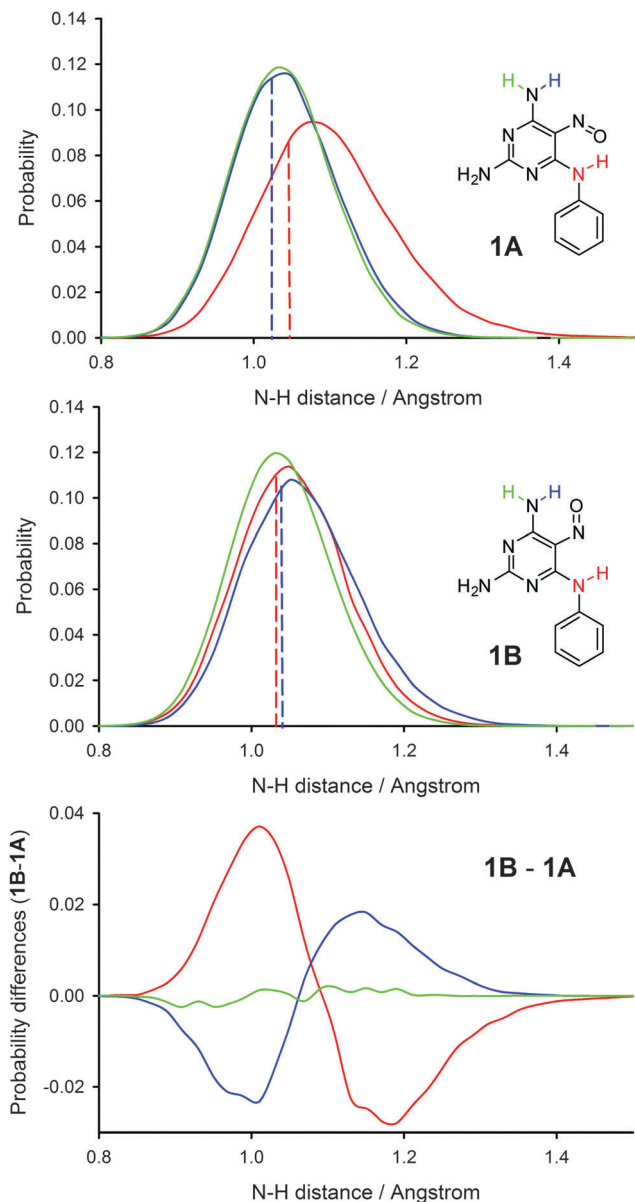 0.14
0.12
0.10
0.08
0.06
0.04
0.02
0.00
Probability
0.8 1.0 1.2 1.4
N-H distance / Angstrom
H H
N N
O
N
H2N N N H
1A
0.14
0.12
0.10
0.08
0.06
0.04
0.02
0.00
Probability
0.8 1.0 1.2 1.4
N-H distance / Angstrom
H H O
N N
N
H2N N N H
1B
0.04
0.02
0.00
-0.02
Probability differences (1B-1A)
1B - 1A
0.8 1.0 1.2 1.4
N-H distance / Angstrom